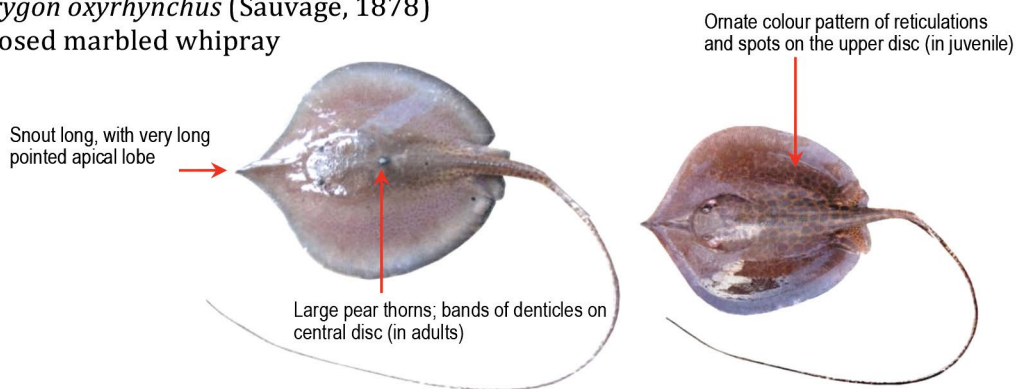 rygon oxyrhynchus (Sauvage, 1878)
osed marbled whipray
Ornate colour pattern of reticulations
and spots on the upper disc (in juvenile)
Snout long, with very long
pointed apical lobe
Large pear thorns; bands of denticles on
central disc (in adults)